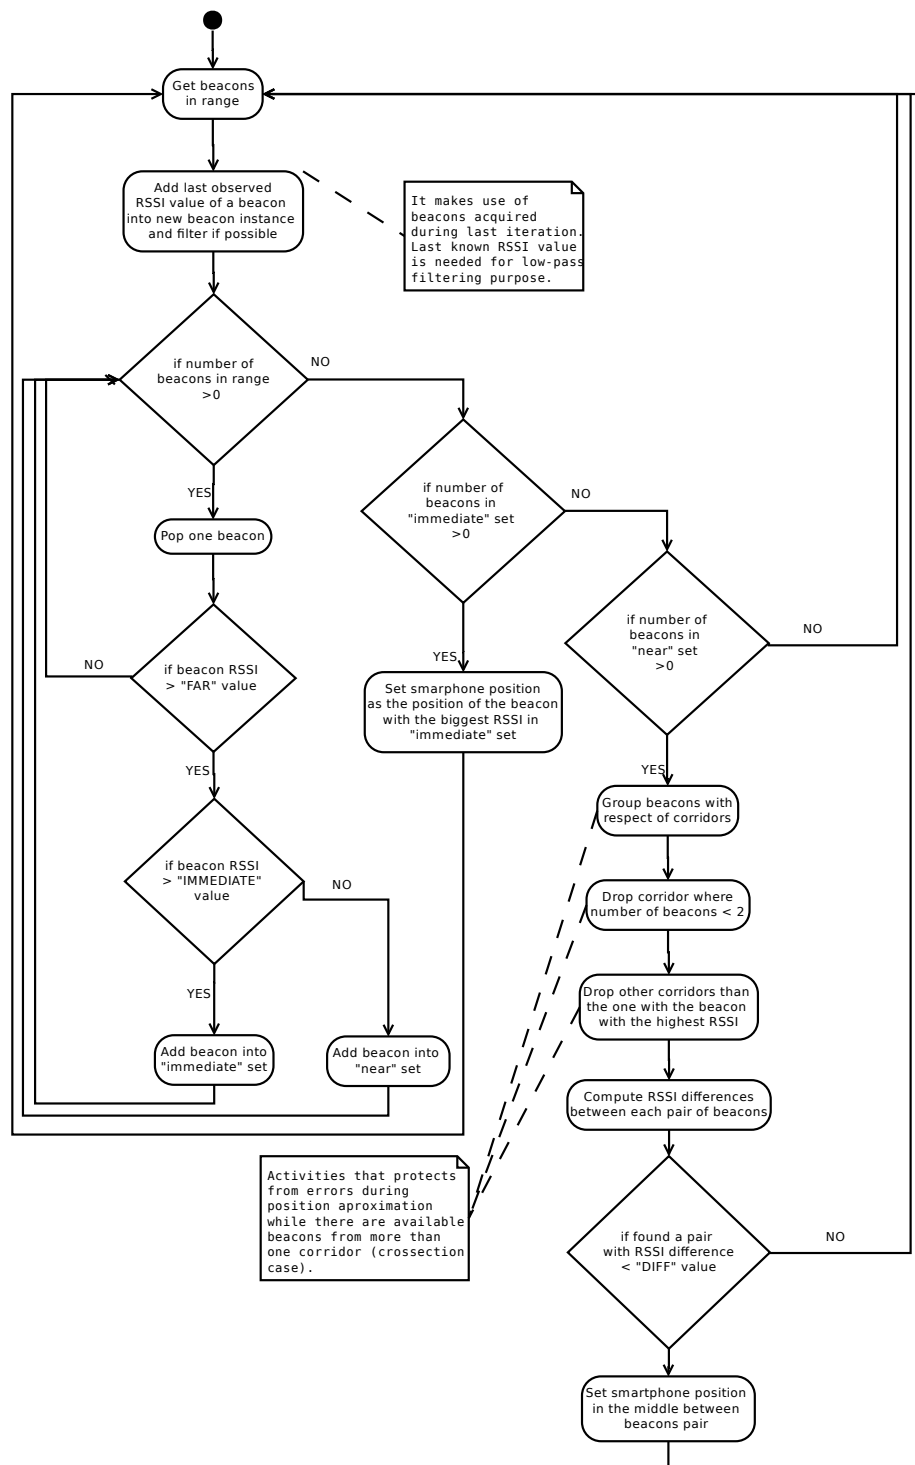 Get beacons
in range
Add last observed
RSSI value of a beacon
into new beacon instance
and filter if possible
It makes use of
beacons acquired
during last iteration.
Last known RSSI value
is needed for low-pass
filtering purpose.
if number of
beacons in range
>0
NO
YES
Pop one beacon
if number of
beacons in
"immediate" set
>0
NO
YES
if number of
beacons in
"near" set
>0
NO
YES
if beacon RSSI
> "FAR" value
NO
YES
Set smarphone position
as the position of the beacon
with the biggest RSSI in
"immediate" set
if beacon RSSI
> "IMMEDIATE"
value
NO
YES
Add beacon into
"immediate" set
Add beacon into
"near" set
Group beacons with
respect of corridors
Drop corridor where
number of beacons < 2
Drop other corridors than
the one with the beacon
with the highest RSSI
Compute RSSI differences
between each pair of beacons
Activities that protects
from errors during
position aproximation
while there are available
beacons from more than
one corridor (crossection
case).
if found a pair
with RSSI difference
< "DIFF" value
NO
Set smartphone position
in the middle between
beacons pair